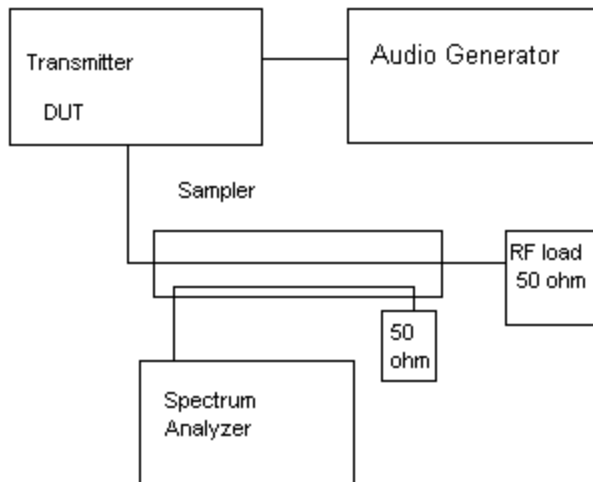 Transmitter
DUT
Audio Generator
Sampler
RF load
50 ohm
50
ohm
Spectrum
Analyzer